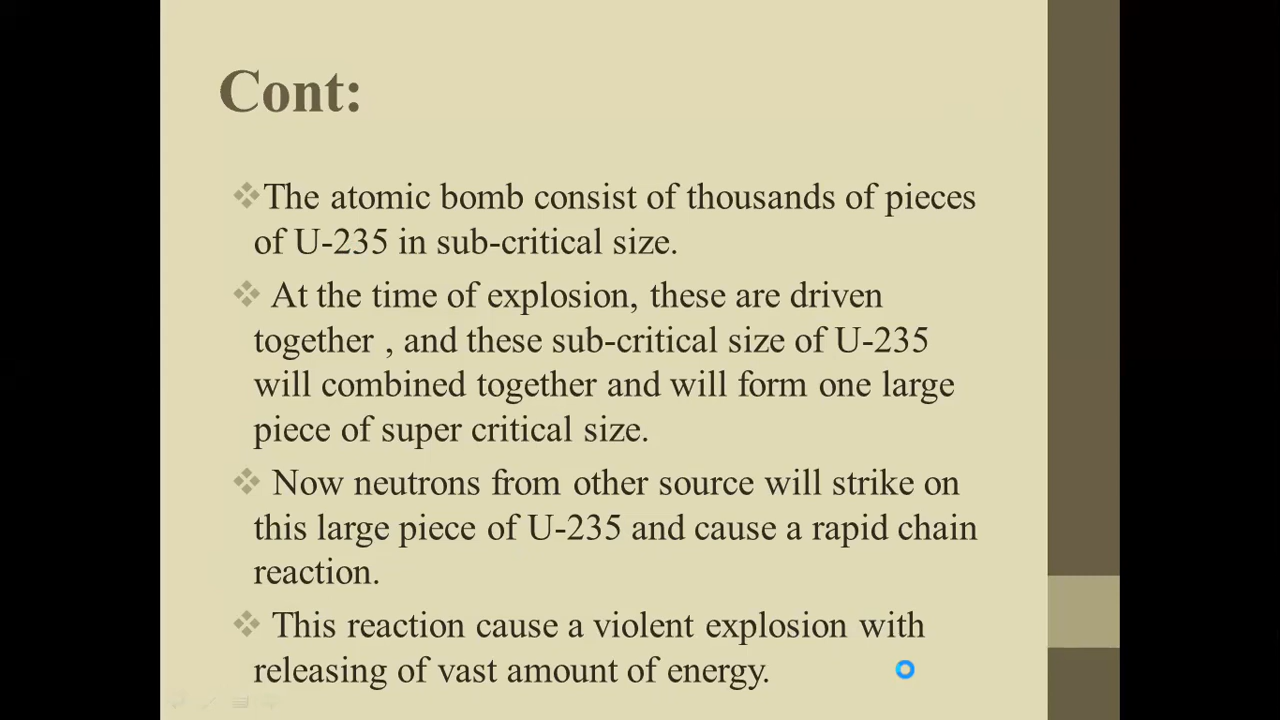 Cont:
❖The atomic bomb consist of thousands of pieces
of U-235 in sub-critical size.
❖ At the time of explosion, these are driven
together , and these sub-critical size of U-235
will combined together and will form one large
piece of super critical size.
❖ Now neutrons from other source will strike on
this large piece of U-235 and cause a rapid chain
reaction.
❖ This reaction cause a violent explosion with
releasing of vast amount of energy.